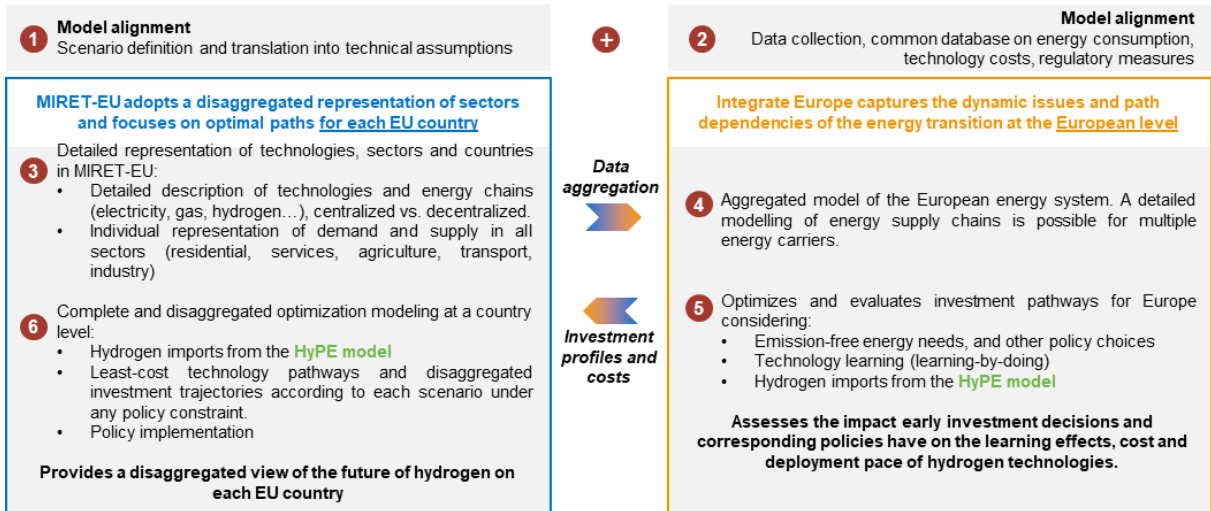 1
Model alignment
Scenario definition and translation into technical assumptions
+
2
Model alignment
Data collection, common database on energy consumption,
technology costs, regulatory measures
MIRET-EU adopts a disaggregated representation of sectors
and focuses on optimal paths for each EU country
3
Detailed representation of technologies, sectors and countries
in MIRET-EU:
• Detailed description of technologies and energy chains
(electricity, gas, hydrogen…), centralized vs. decentralized.
• Individual representation of demand and supply in all
sectors (residential, services, agriculture, transport,
industry)
6
Complete and disaggregated optimization modeling at a country
level:
• Hydrogen imports from the HyPE model
• Least-cost technology pathways and disaggregated
investment trajectories according to each scenario under
any policy constraint.
• Policy implementation
Provides a disaggregated view of the future of hydrogen on
each EU country
Data
aggregation
Investment
profiles and
costs
Integrate Europe captures the dynamic issues and path
dependencies of the energy transition at the European level
4
Aggregated model of the European energy system. A detailed
modelling of energy supply chains is possible for multiple
energy carriers.
5
Optimizes and evaluates investment pathways for Europe
considering:
• Emission-free energy needs, and other policy choices
• Technology learning (learning-by-doing)
• Hydrogen imports from the HyPE model
Assesses the impact early investment decisions and
corresponding policies have on the learning effects, cost and
deployment pace of hydrogen technologies.